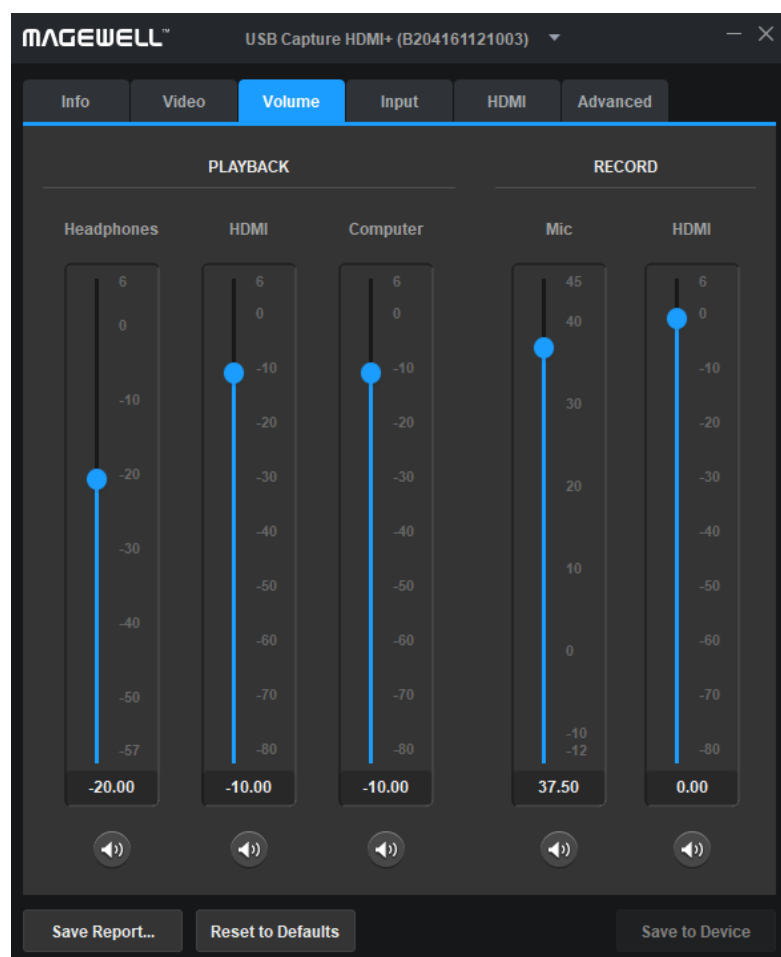 MAGEWELL™ USB Capture HDMI+ (B204161121003)
Info Video Volume Input HDMI Advanced
PLAYBACK RECORD
Headphones HDMI Computer Mic HDMI
6 6 6 45 6
0 0 0 40 0
-10 -10 -10 30 -10
-20 -20 -20 20 -20
-30 -30 -30 10 -30
-40 -40 -40 0 -40
-50 -50 -50 -10 -50
-57 -60 -60 -12 -60
-70 -70 -70
-80 -80 -80
-20.00 -10.00 -10.00 37.50 0.00
Save Report... Reset to Defaults Save to Device